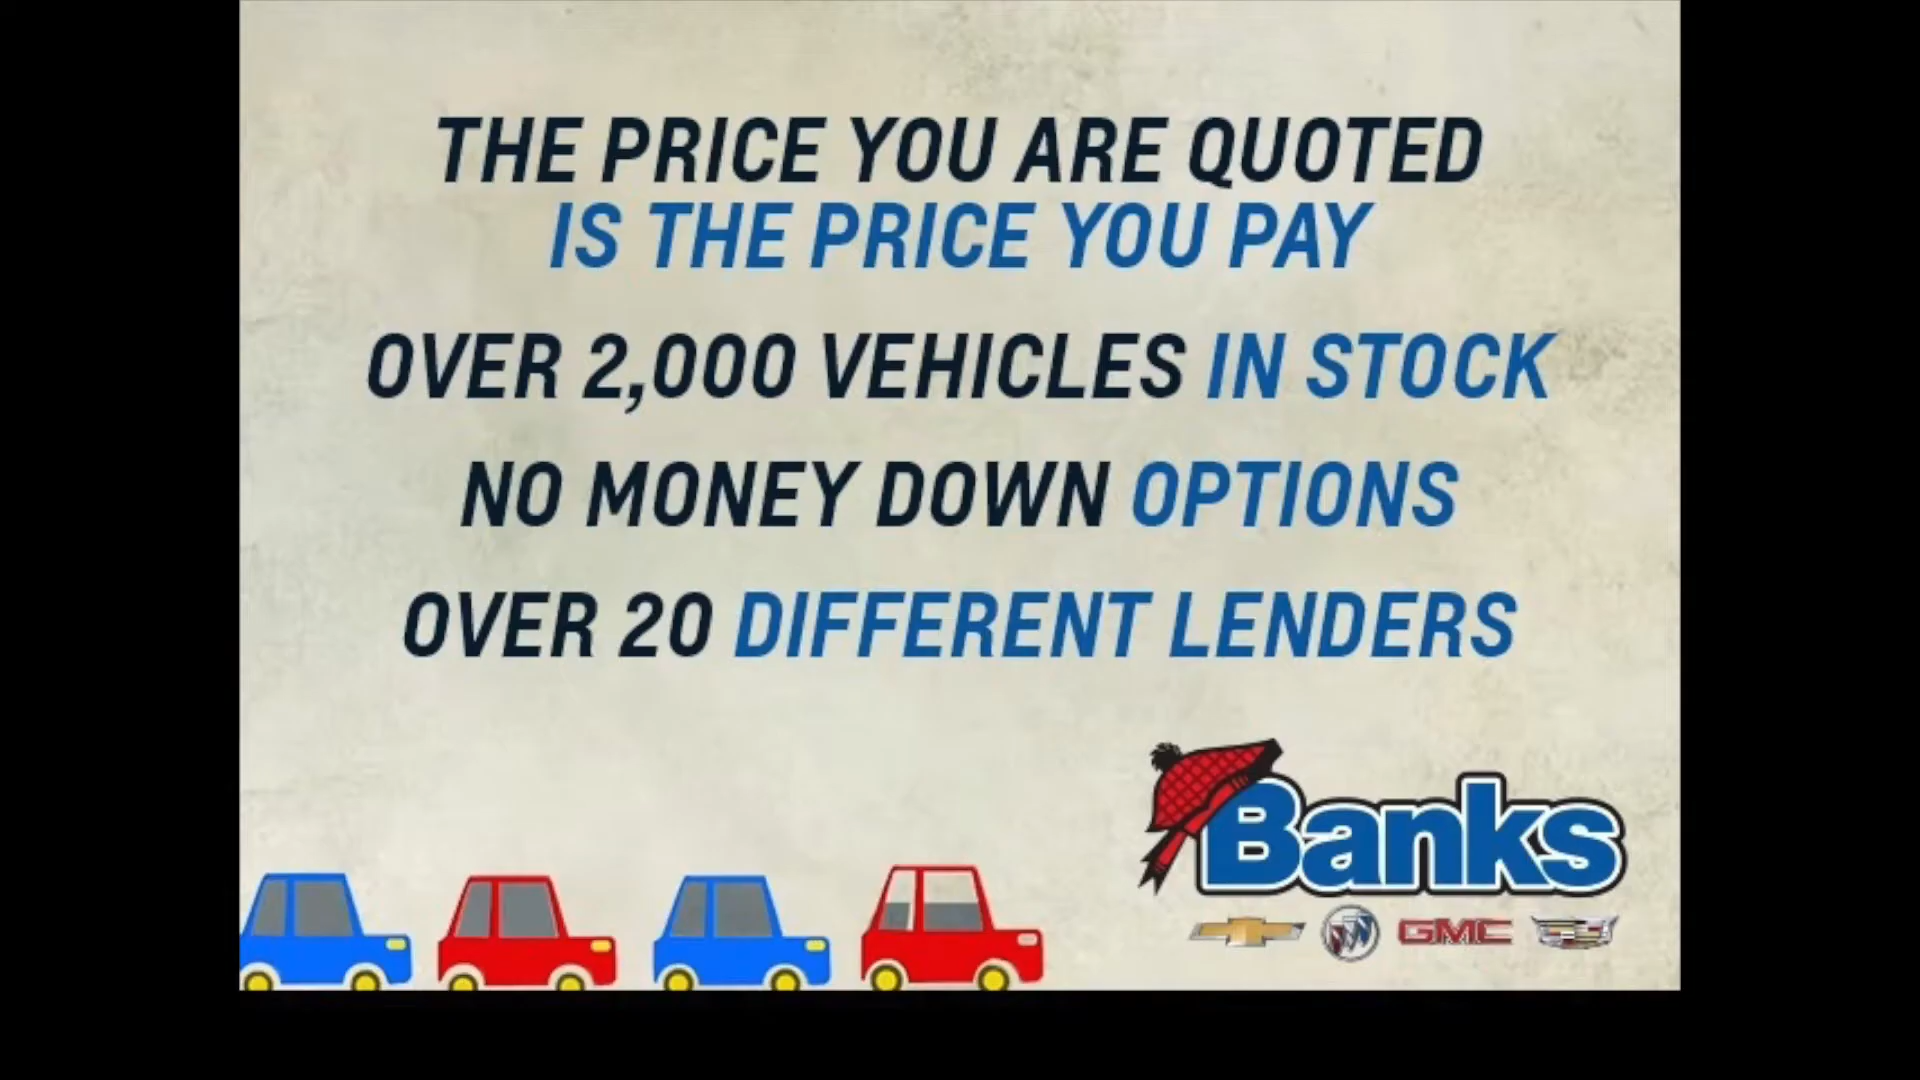 THE PRICE YOU ARE QUOTED
IS THE PRICE YOU PAY
OVER 2,000 VEHICLES IN STOCK
NO MONEY DOWN OPTIONS
OVER 20 DIFFERENT LENDERS
Banks
GMC